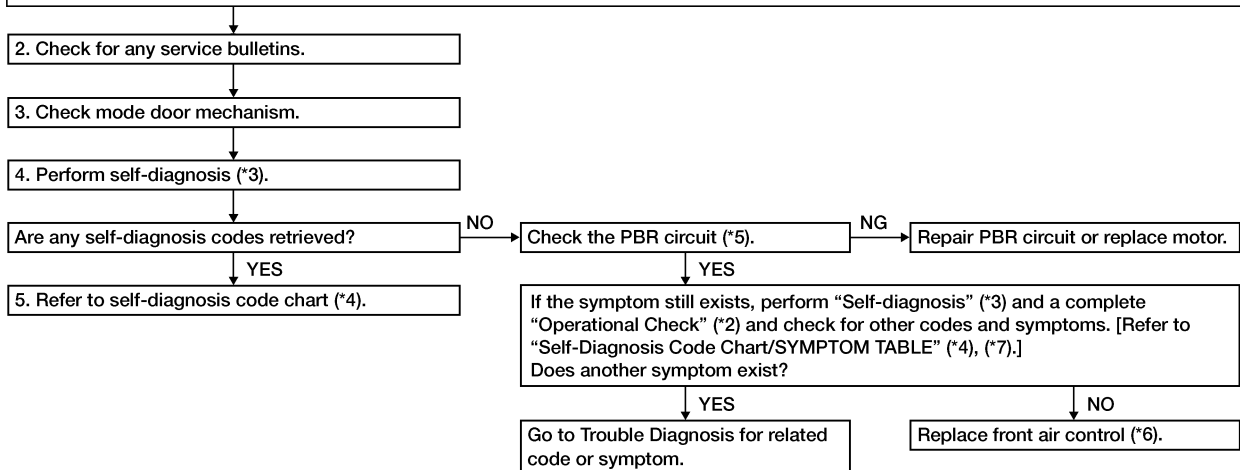 2. Check for any service bulletins.
3. Check mode door mechanism.
4. Perform self-diagnosis (*3).
Are any self-diagnosis codes retrieved?
NO
Check the PBR circuit (*5).
NG
Repair PBR circuit or replace motor.
YES
5. Refer to self-diagnosis code chart (*4).
YES
If the symptom still exists, perform “Self-diagnosis” (*3) and a complete
“Operational Check” (*2) and check for other codes and symptoms. [Refer to
“Self-Diagnosis Code Chart/SYMPTOM TABLE” (*4), (*7).]
Does another symptom exist?
YES
Go to Trouble Diagnosis for related
code or symptom.
NO
Replace front air control (*6).